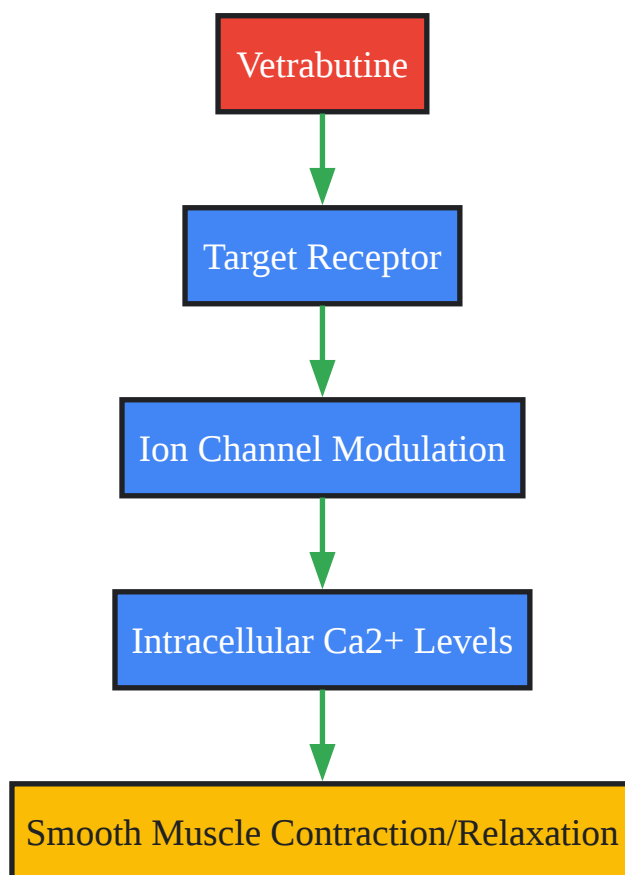 Vetrabutine
Target Receptor
Ion Channel Modulation
Intracellular Ca2+ Levels
Smooth Muscle Contraction/Relaxation